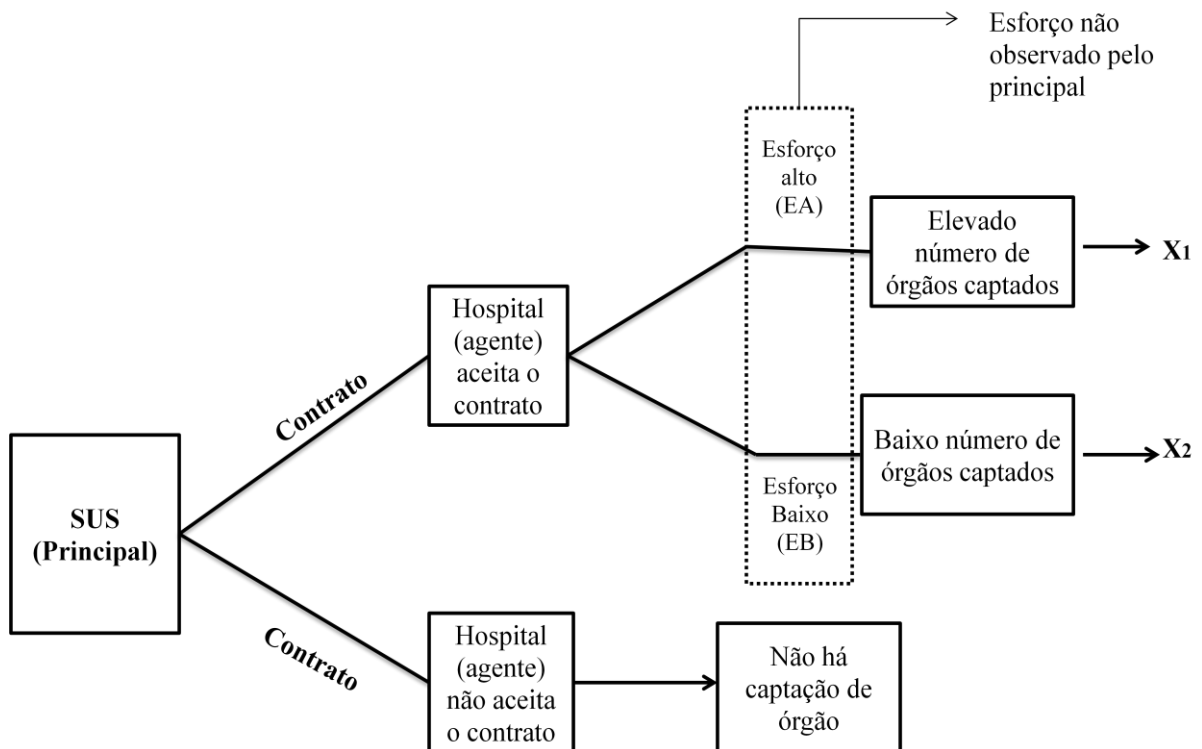 Esforço não
observado pelo
principal
Esforço
alto
(EA)
Elevado
número de
órgãos captados
X1
Hospital
(agente)
aceita o
contrato
Contrato
Baixo número de
órgãos captados
X2
Esforço
Baixo
(EB)
SUS
(Principal)
Contrato
Hospital
(agente)
não aceita
o contrato
Não há
captação de
órgão